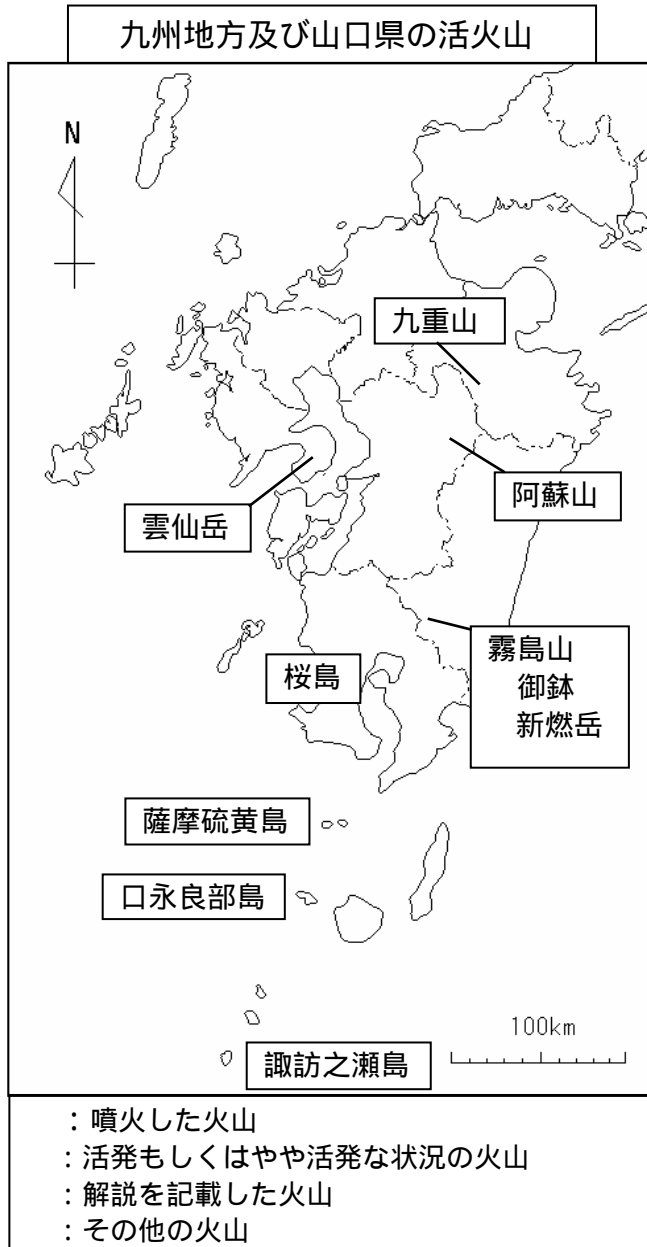 九州地方及び山口県の活火山
N
九重山
阿蘇山
雲仙岳
霧島山
御鉢
新燃岳
桜島
薩摩硫黄島
口永良部島
諏訪之瀬島
100km
：噴火した火山
：活発もしくはやや活発な状況の火山
：解説を記載した火山
：その他の火山